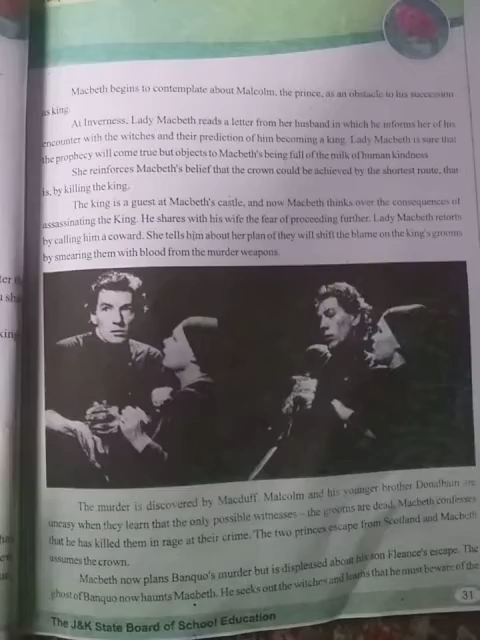 Macbeth begins to contemplate about Malcolm, the prince, as an obstacle to his succession
as king.
At Inverness, Lady Macbeth reads a letter from her husband in which he informs her of his
encounter with the witches and their prediction of him becoming a king. Lady Macbeth is sure that
the prophecy will come true but objects to Macbeth's being full of the milk of human kindness
She reinforces Macbeth's belief that the crown could be achieved by the shortest route, that
is, by killing the king.
The king is a guest at Macbeth's castle, and now Macbeth thinks over the consequences of
assassinating the King. He shares with his wife the fear of proceeding further. Lady Macbeth retorts
by calling him a coward. She tells him about her plan of they will shift the blame on the king's grooms
by smearing them with blood from the murder weapons.
The murder is discovered by Macduff. Malcolm and his younger brother Donalbain are
uneasy when they learn that the only possible witnesses – the grooms are dead, Macbeth confesses
that he has killed them in rage at their crime. The two princes escape from Scotland and Macbeth
assumes the crown.
Macbeth now plans Banquo's murder but is displeased about his son Fleance's escape. The
ghost of Banquo now haunts Macbeth. He seeks out the witches and learns that he must beware of the
31
The J&K State Board of School Education